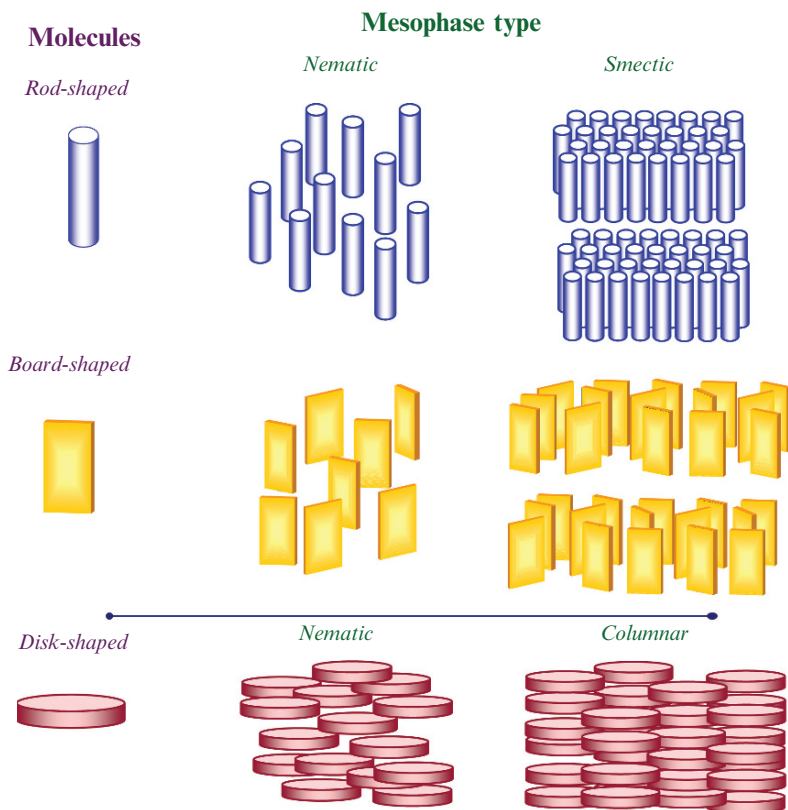 Molecules
Mesophase type
Rod-shaped
Nematic
Smectic
Board-shaped
Disk-shaped
Nematic
Columnar